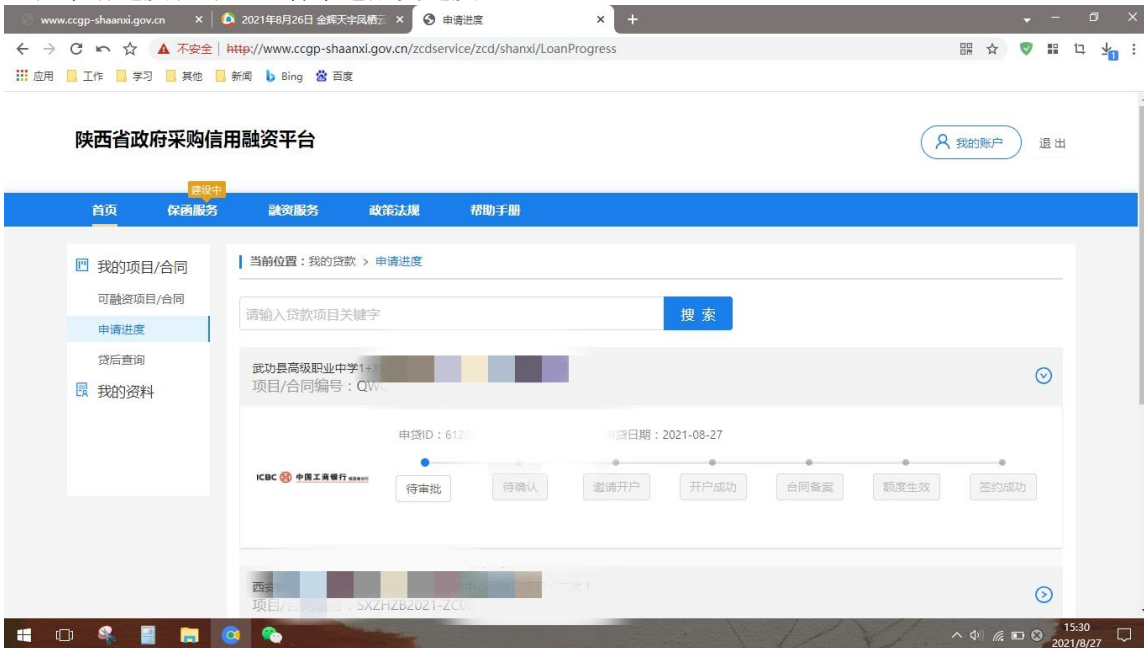 www.ccgp-shaanxi.gov.cn
2021年8月26日 金辉天宇凤栖云
申请进度
不安全 http://www.ccgp-shaanxi.gov.cn/zcdservice/zcd/shanxi/LoanProgress
应用 工作 学习 其他 新闻 Bing 百度
陕西省政府采购信用融资平台
我的账户 退出
建设中
首页 保函服务 融资服务 政策法规 帮助手册
我的项目/合同
可融资项目/合同
申请进度
贷后查询
我的资料
当前位置：我的贷款 > 申请进度
请输入贷款项目关键字 搜索
武功县高级职业中学1+X
项目/合同编号：QW
申贷ID：612 申贷日期：2021-08-27
ICBC 中国工商银行
待审批 待确认 邀请开户 开户成功 合同备案 额度生效 签约成功
西安
项目/合同编号：SXZHZB2021-ZC
15:30
2021/8/27